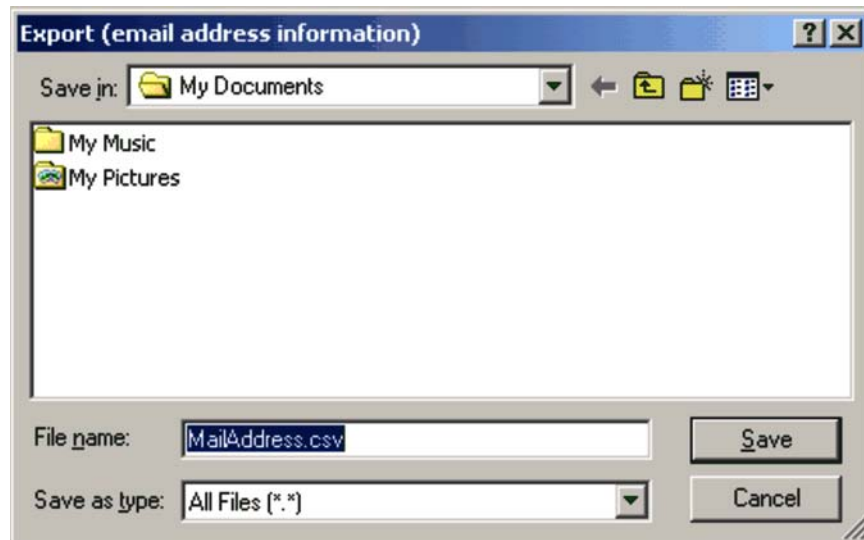 Export (email address information)
Save in: My Documents
My Music
My Pictures
File name: MailAddress.csv Save
Save as type: All Files (*.*) Cancel